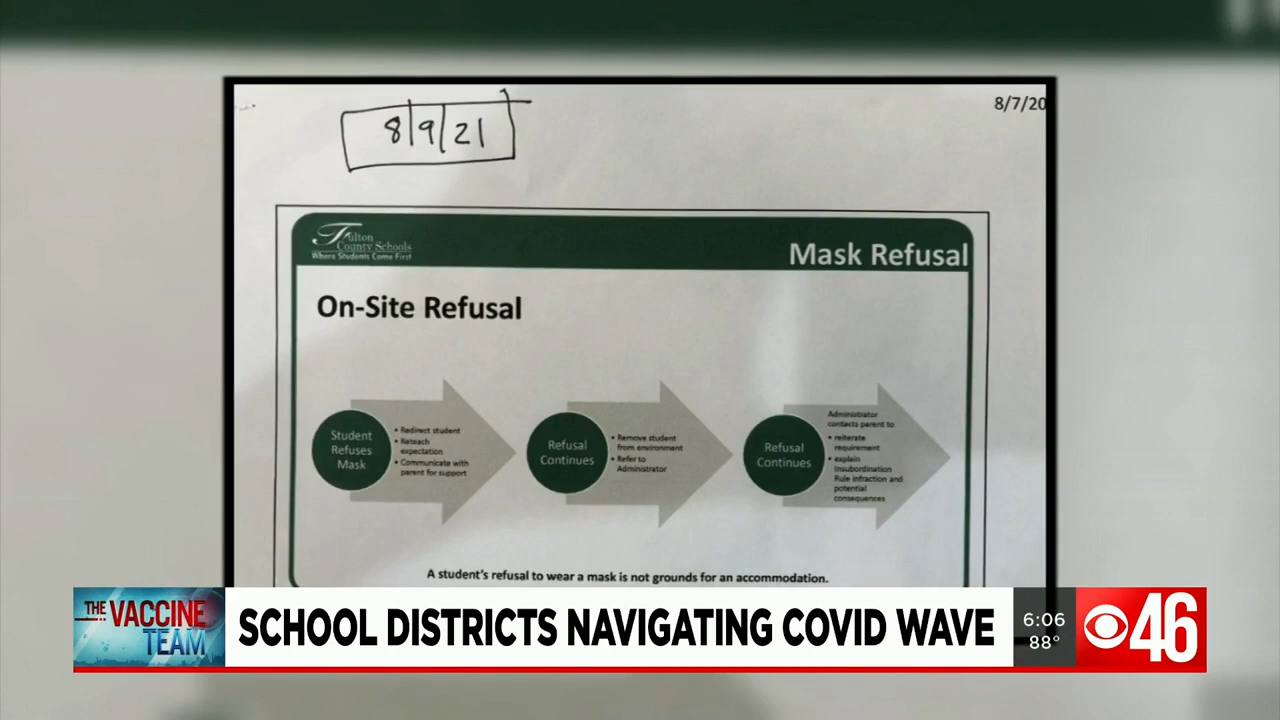 8/9/21
8/7/20
Fulton
County Schools
Where Students Come First
Mask Refusal
On-Site Refusal
Student
Refuses
Mask
• Redirect student
• Reteach
expectation
• Communicate with
parent for support
Refusal
Continues
• Remove student
from environment
• Refer to
Administrator
Refusal
Continues
Administrator
contacts parent to
• reiterate
requirement
• explain
Insubordination
Rule infraction and
potential
consequences
A student's refusal to wear a mask is not grounds for an accommodation.
THE VACCINE
TEAM
SCHOOL DISTRICTS NAVIGATING COVID WAVE
6:06
88°
46